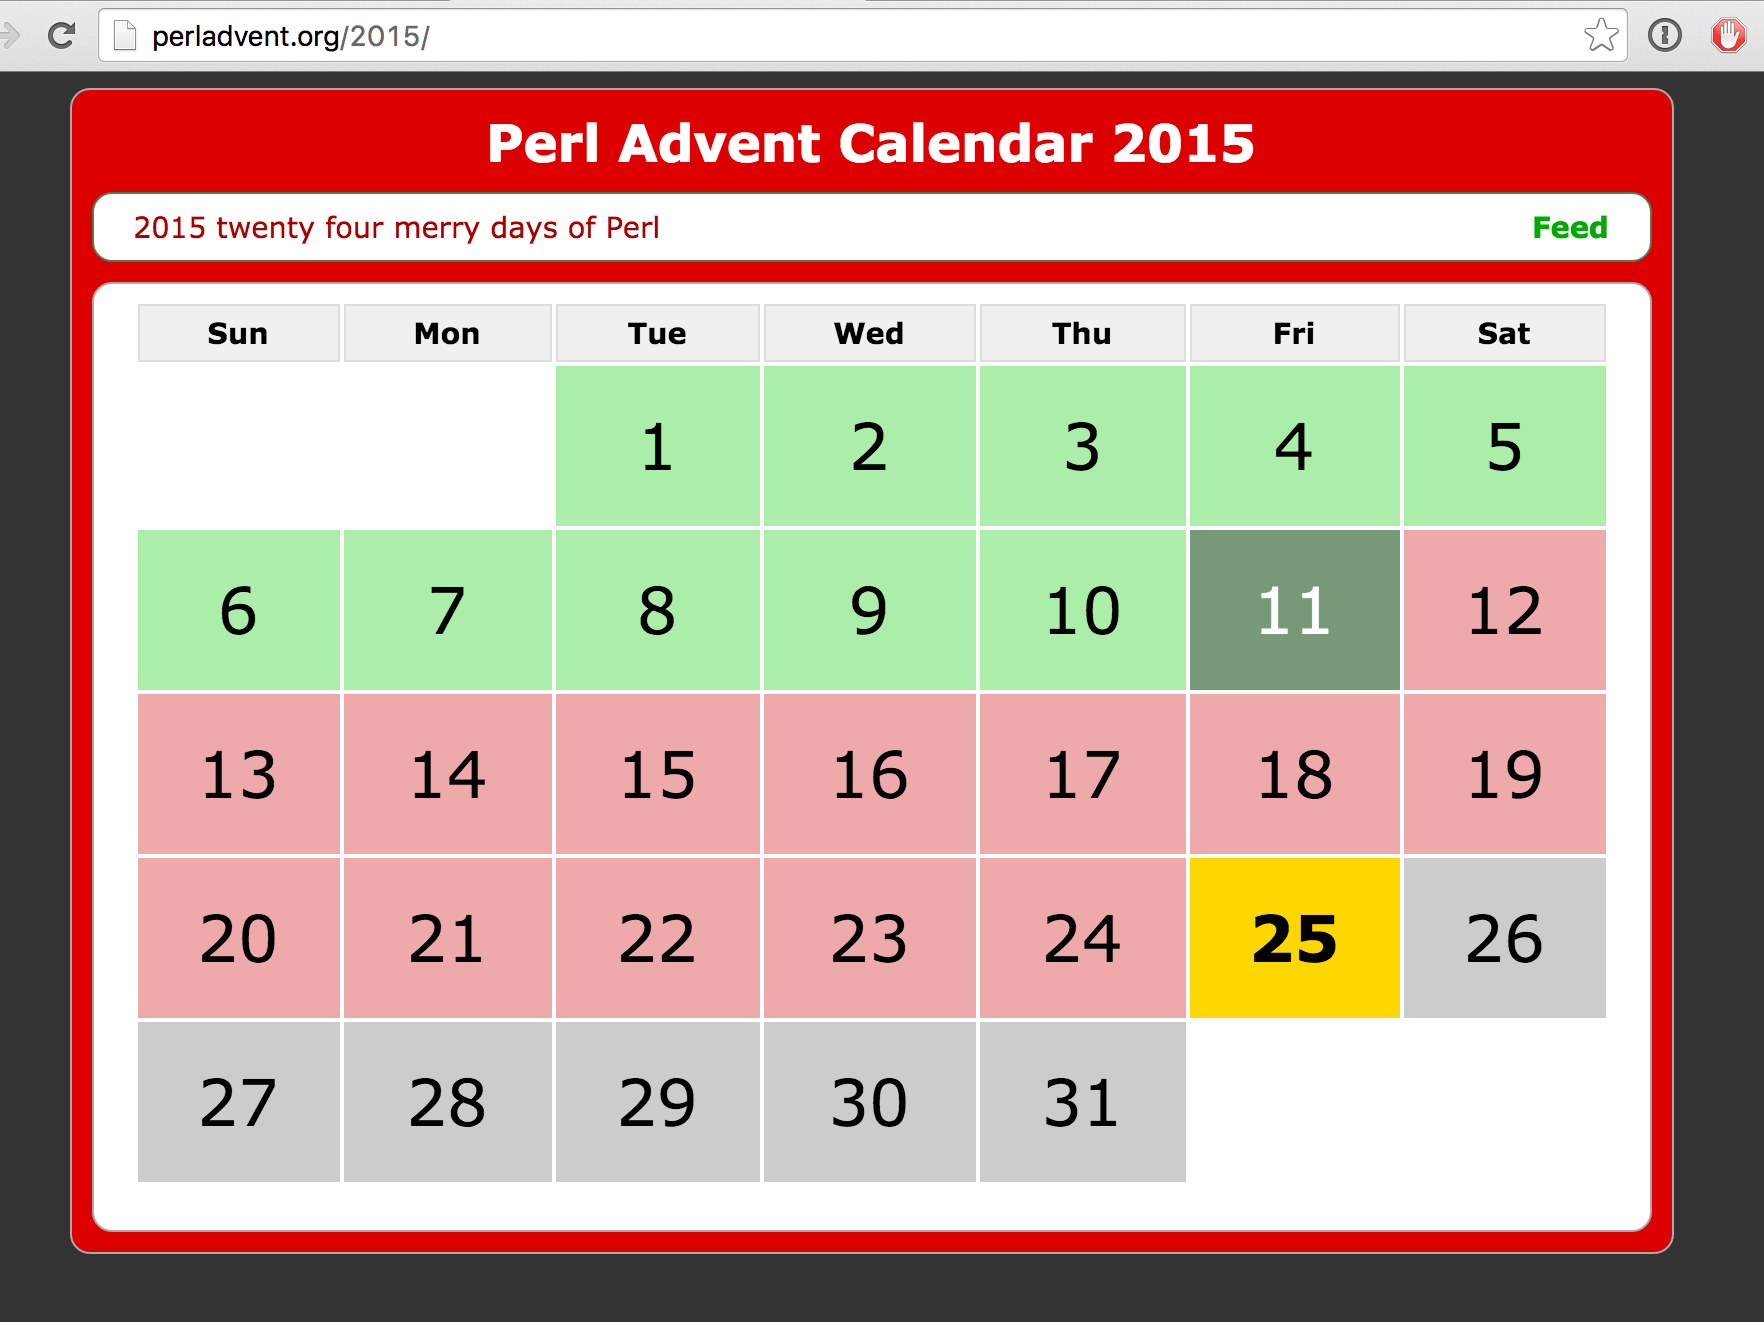 perladvent.org/2015/
Perl Advent Calendar 2015
2015 twenty four merry days of Perl Feed
Sun Mon Tue Wed Thu Fri Sat
1 2 3 4 5
6 7 8 9 10 11 12
13 14 15 16 17 18 19
20 21 22 23 24 25 26
27 28 29 30 31